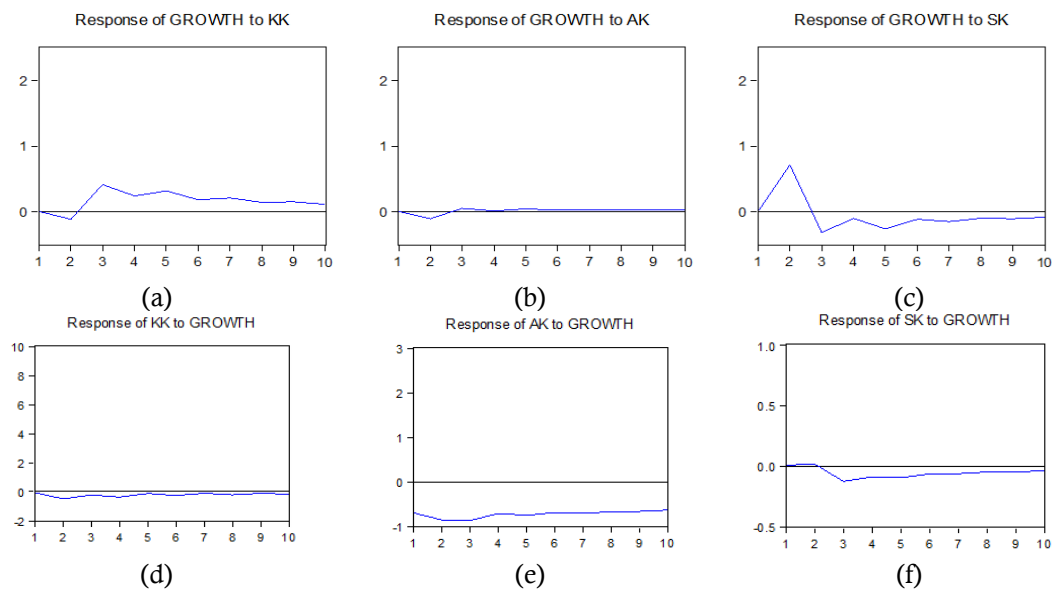 Response of GROWTH to KK
2
1
0
1 2 3 4 5 6 7 8 9 10
(a)
Response of GROWTH to AK
2
1
0
1 2 3 4 5 6 7 8 9 10
(b)
Response of GROWTH to SK
2
1
0
1 2 3 4 5 6 7 8 9 10
(c)
Response of KK to GROWTH
10
8
6
4
2
0
-2
1 2 3 4 5 6 7 8 9 10
(d)
Response of AK to GROWTH
3
2
1
0
-1
1 2 3 4 5 6 7 8 9 10
(e)
Response of SK to GROWTH
1.0
0.5
0.0
-0.5
1 2 3 4 5 6 7 8 9 10
(f)